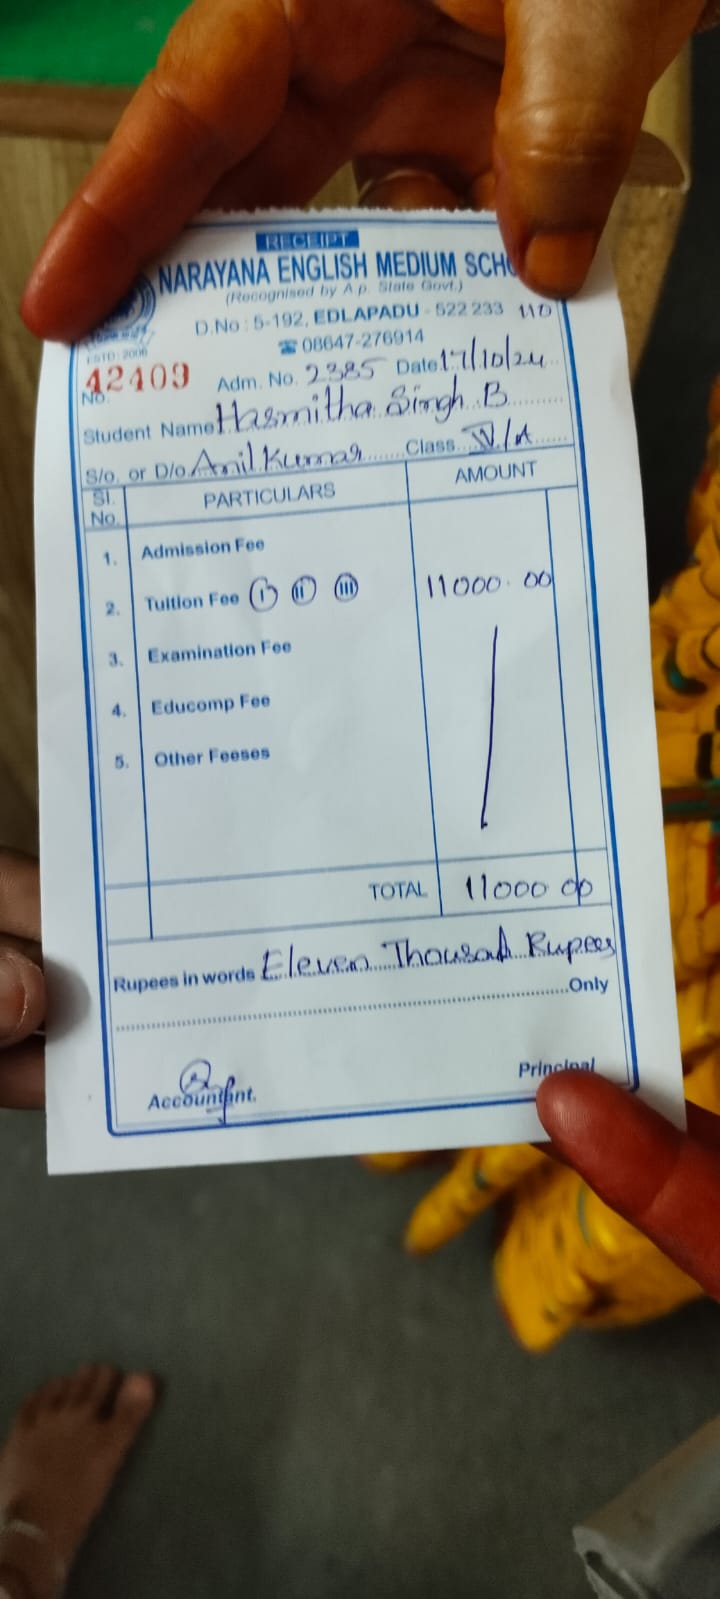 RECEIPT
NARAYANA ENGLISH MEDIUM SCHO
(Recognised by A.p. State Govt.)
D.No : 5-192, EDLAPADU - 522 233 110
☎ 08647-276914
ESTD: 2006
No. 42409 Adm. No. 2385 Date 17/10/24
Student Name Hasmitha Singh B
S/o. or D/o. Anil Kumar Class IV/A
Sl. No. PARTICULARS AMOUNT
1. Admission Fee
2. Tuition Fee I II III 11000.00
3. Examination Fee
4. Educomp Fee
5. Other Feeses
TOTAL 11000 00
Rupees in words Eleven Thousand Rupees
Only
Accountant. Principal